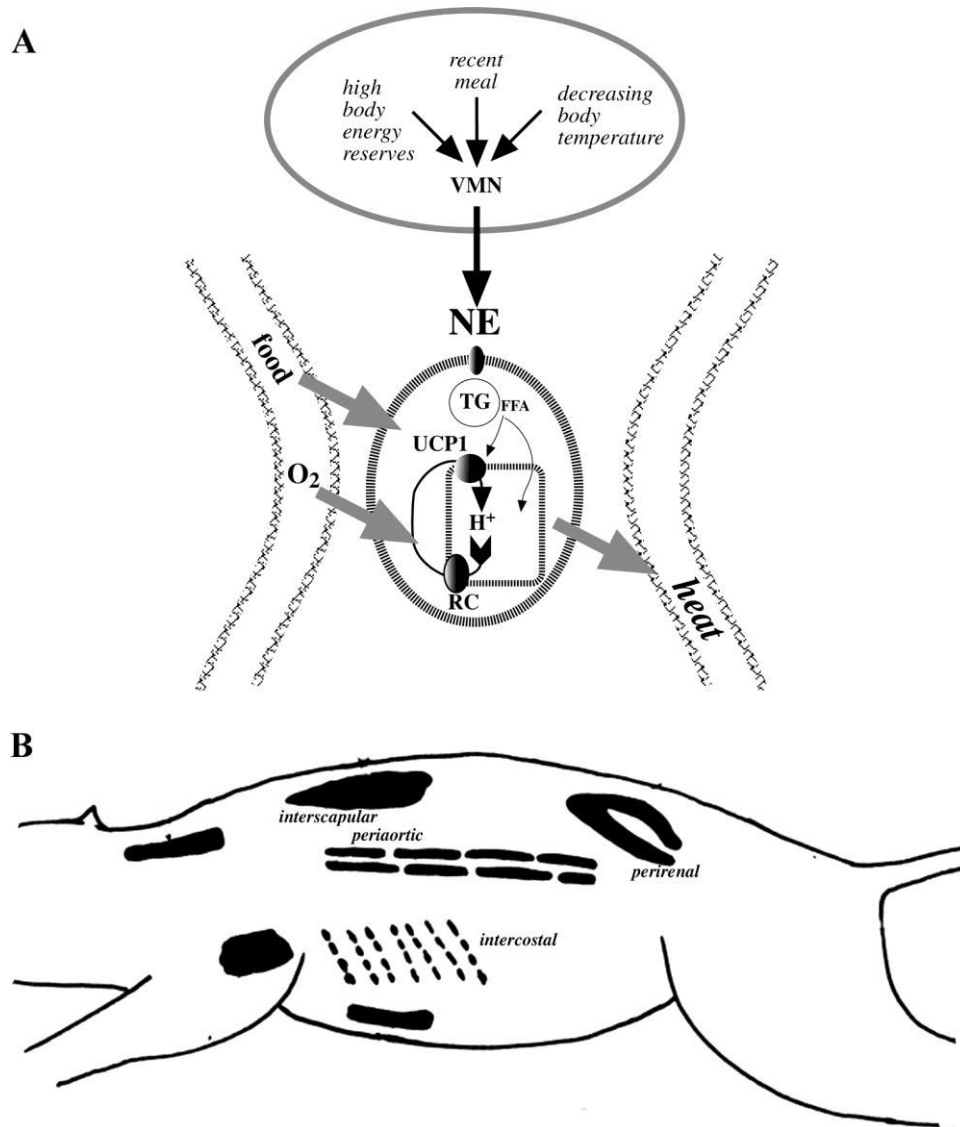 A
high
body
energy
reserves
recent
meal
decreasing
body
temperature
VMN
NE
food
TG FFA
UCP1
O₂
H⁺
RC
heat
B
interscapular
periaortic
perirenal
intercostal